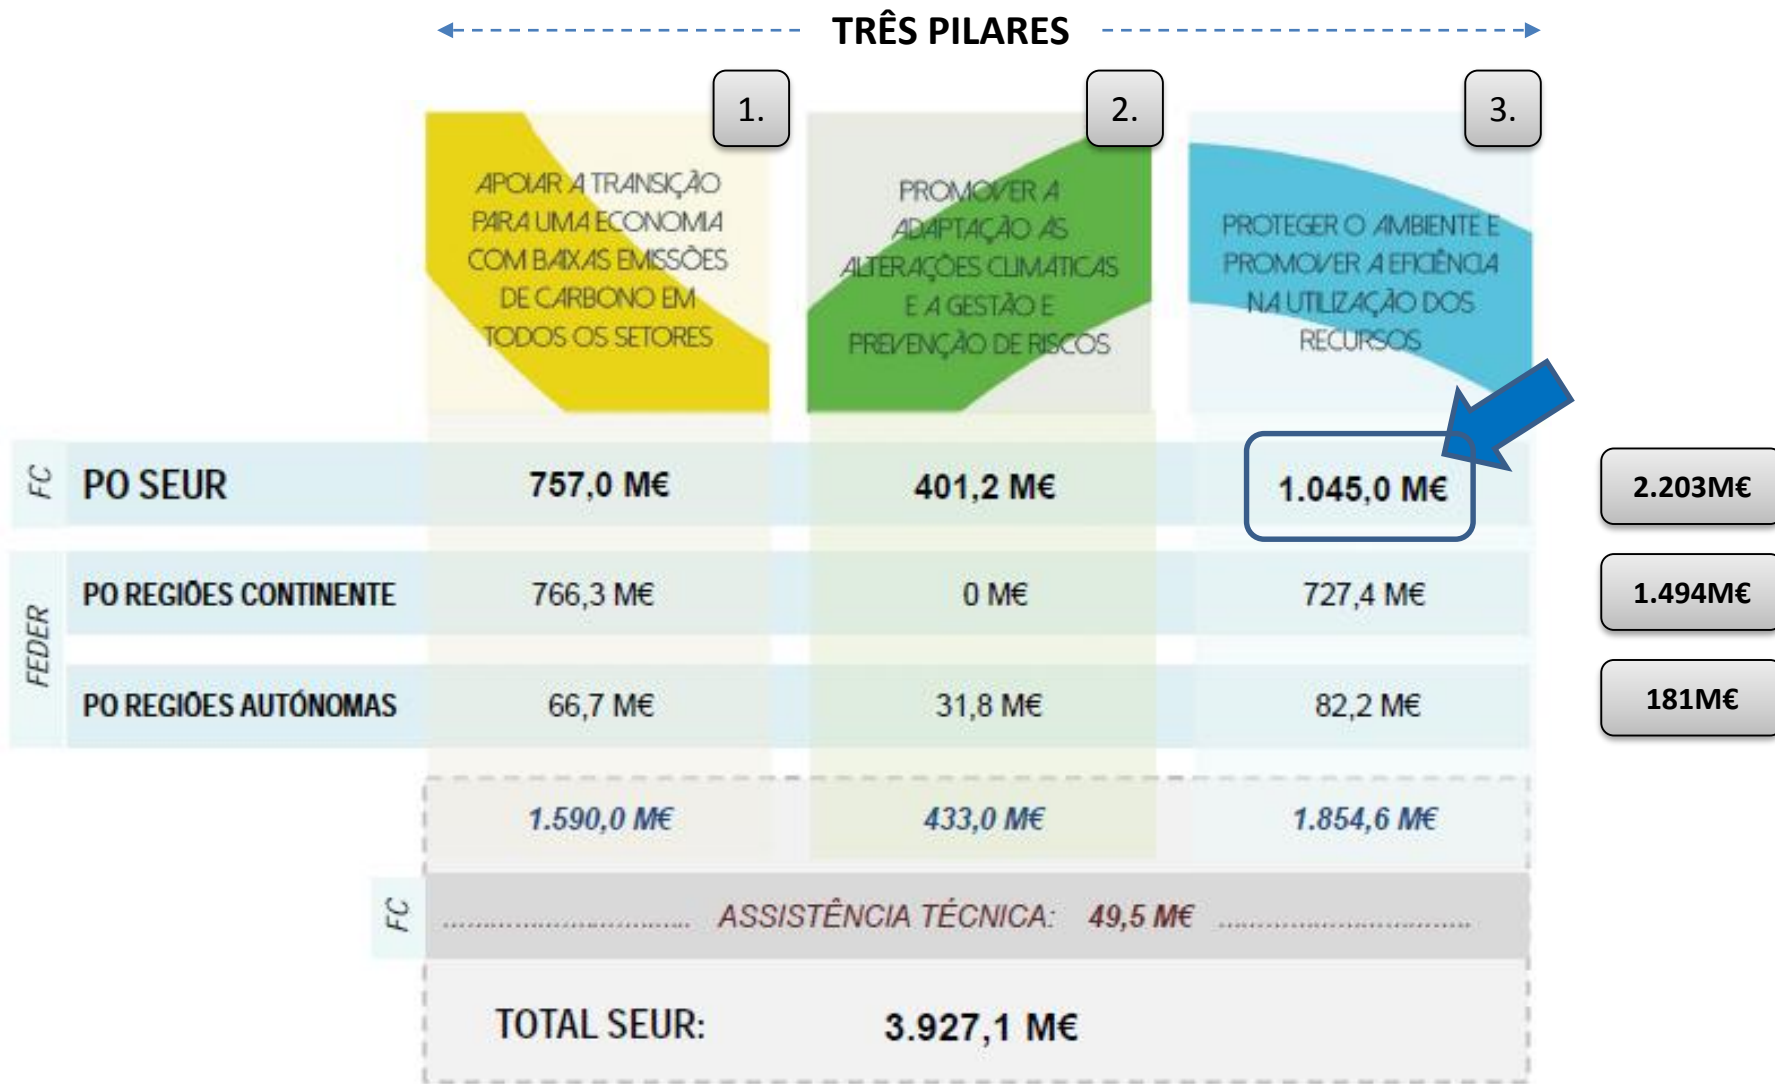 TRÊS PILARES
1.
2.
3.
APOIAR A TRANSIÇÃO
PARA UMA ECONOMIA
COM BAIXAS EMISSÕES
DE CARBONO EM
TODOS OS SETORES
PROMOVER A
ADAPTAÇÃO ÀS
ALTERAÇÕES CLIMÁTICAS
E A GESTÃO E
PREVENÇÃO DE RISCOS
PROTEGER O AMBIENTE E
PROMOVER A EFICIÊNCIA
NA UTILIZAÇÃO DOS
RECURSOS
FC
PO SEUR
757,0 M€
401,2 M€
1.045,0 M€
2.203M€
FEDER
PO REGIÕES CONTINENTE
766,3 M€
0 M€
727,4 M€
1.494M€
PO REGIÕES AUTÓNOMAS
66,7 M€
31,8 M€
82,2 M€
181M€
1.590,0 M€
433,0 M€
1.854,6 M€
FC
ASSISTÊNCIA TÉCNICA: 49,5 M€
TOTAL SEUR: 3.927,1 M€